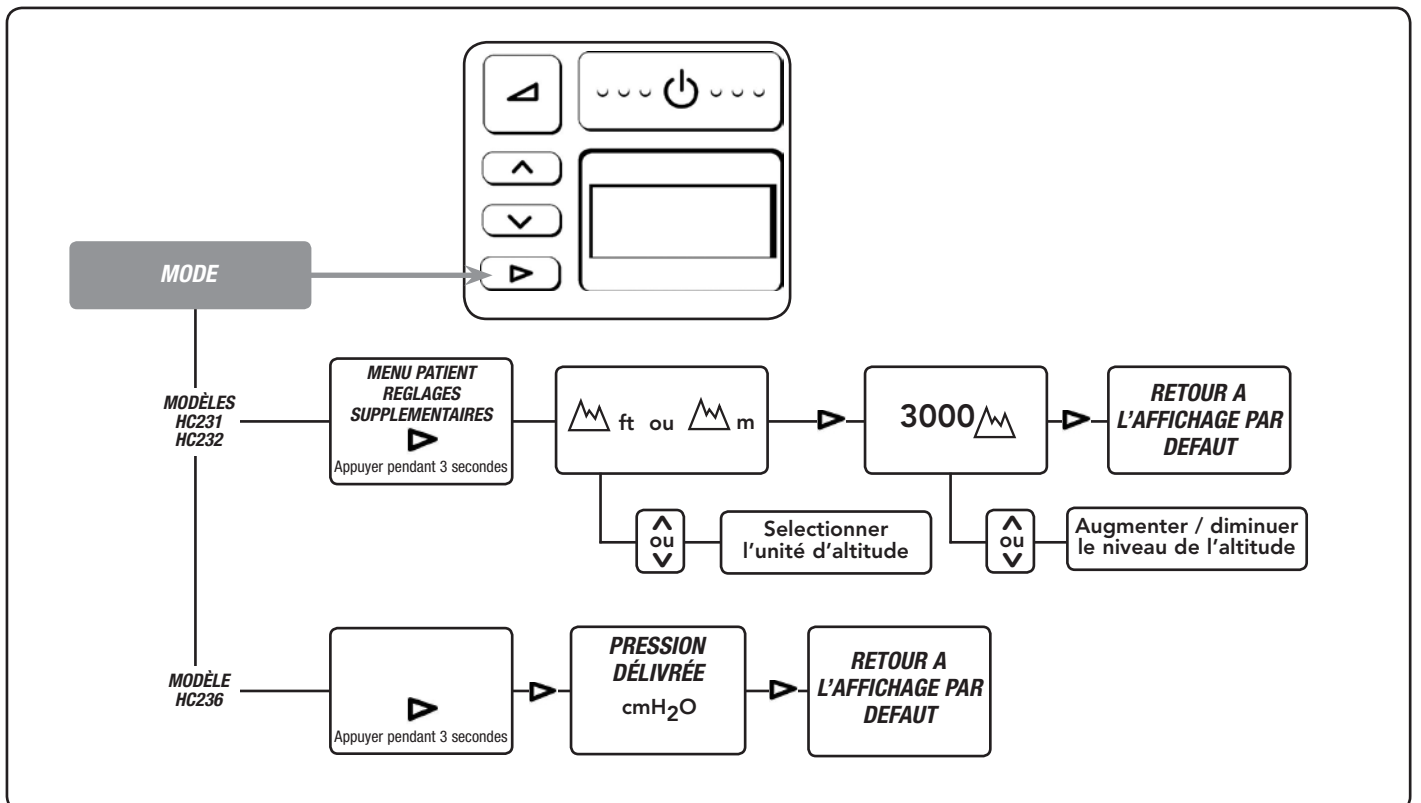 MODE
MODÈLES
HC231
HC232
MENU PATIENT
REGLAGES
SUPPLEMENTAIRES
Appuyer pendant 3 secondes
ft ou m
3000
RETOUR A
L'AFFICHAGE PAR
DEFAUT
ou
Selectionner
l'unité d'altitude
ou
Augmenter / diminuer
le niveau de l'altitude
MODÈLE
HC236
Appuyer pendant 3 secondes
PRESSION
DÉLIVRÉE
cmH₂O
RETOUR A
L'AFFICHAGE PAR
DEFAUT